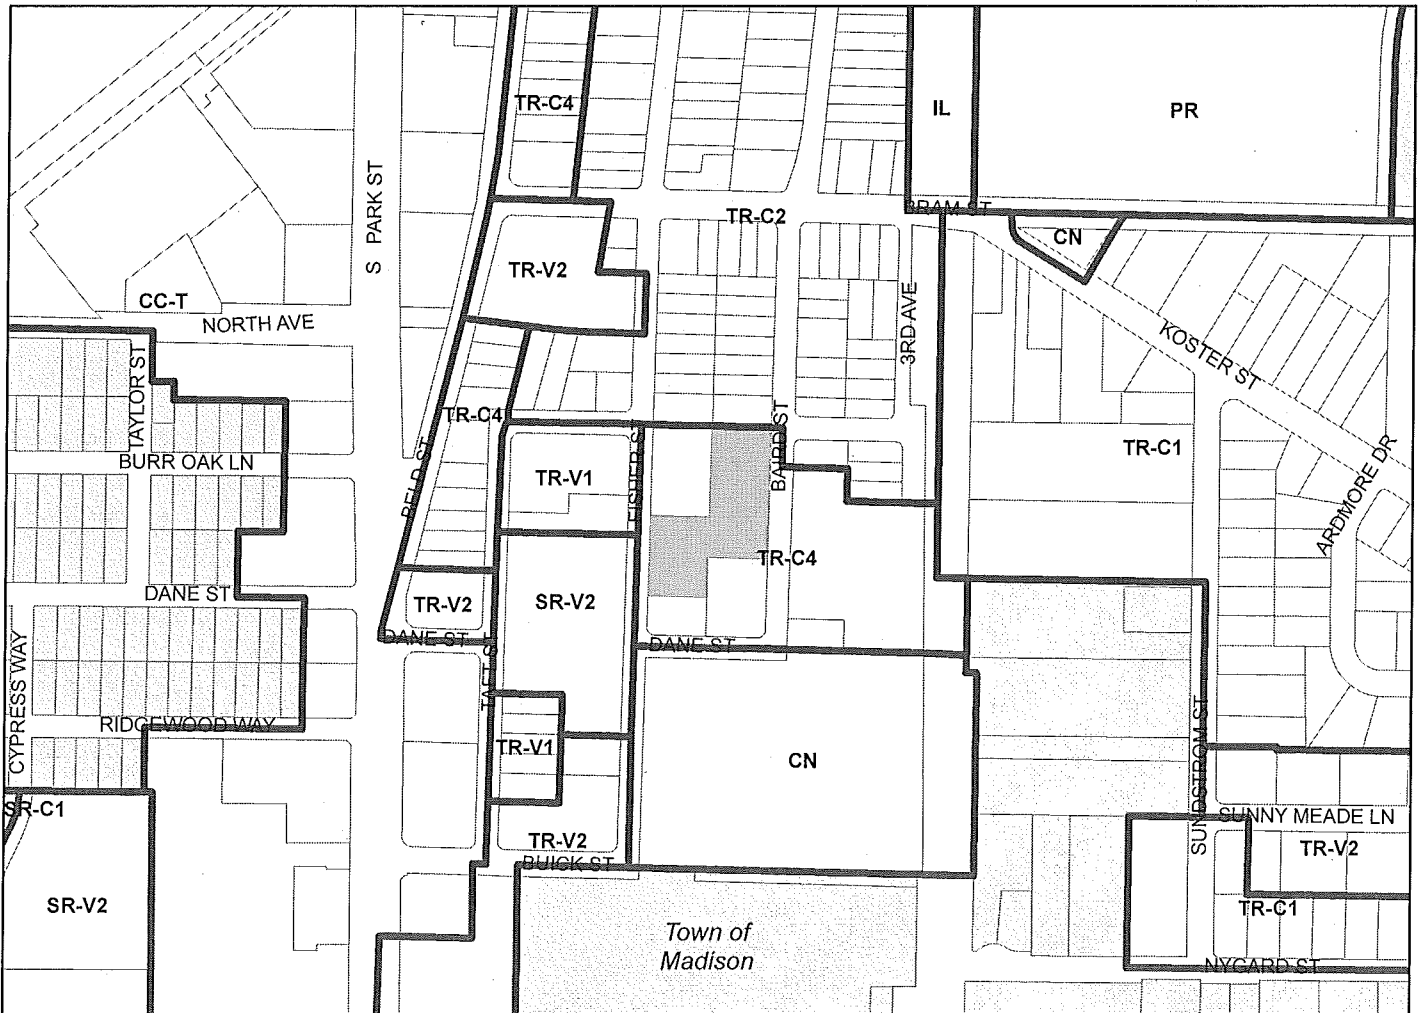 TR-C4
IL
PR
S PARK ST
TR-C2
BRAM ST
CN
TR-V2
CC-T
NORTH AVE
3RD AVE
KOSTER ST
TAYLOR ST
TR-C4
BAIRD ST
TR-C1
BURR OAK LN
BELD ST
TR-V1
FISHER ST
ARDMORE DR
TR-C4
DANE ST
TR-V2
SR-V2
DANE ST
TAFT ST
DANE ST
CYPRESS WAY
RIDGEWOOD WAY
TR-V1
CN
SUNDSTROM ST
SR-C1
SUNNY MEADE LN
TR-V2
BUICK ST
TR-V2
SR-V2
TR-C1
Town of
Madison
NYGARD ST